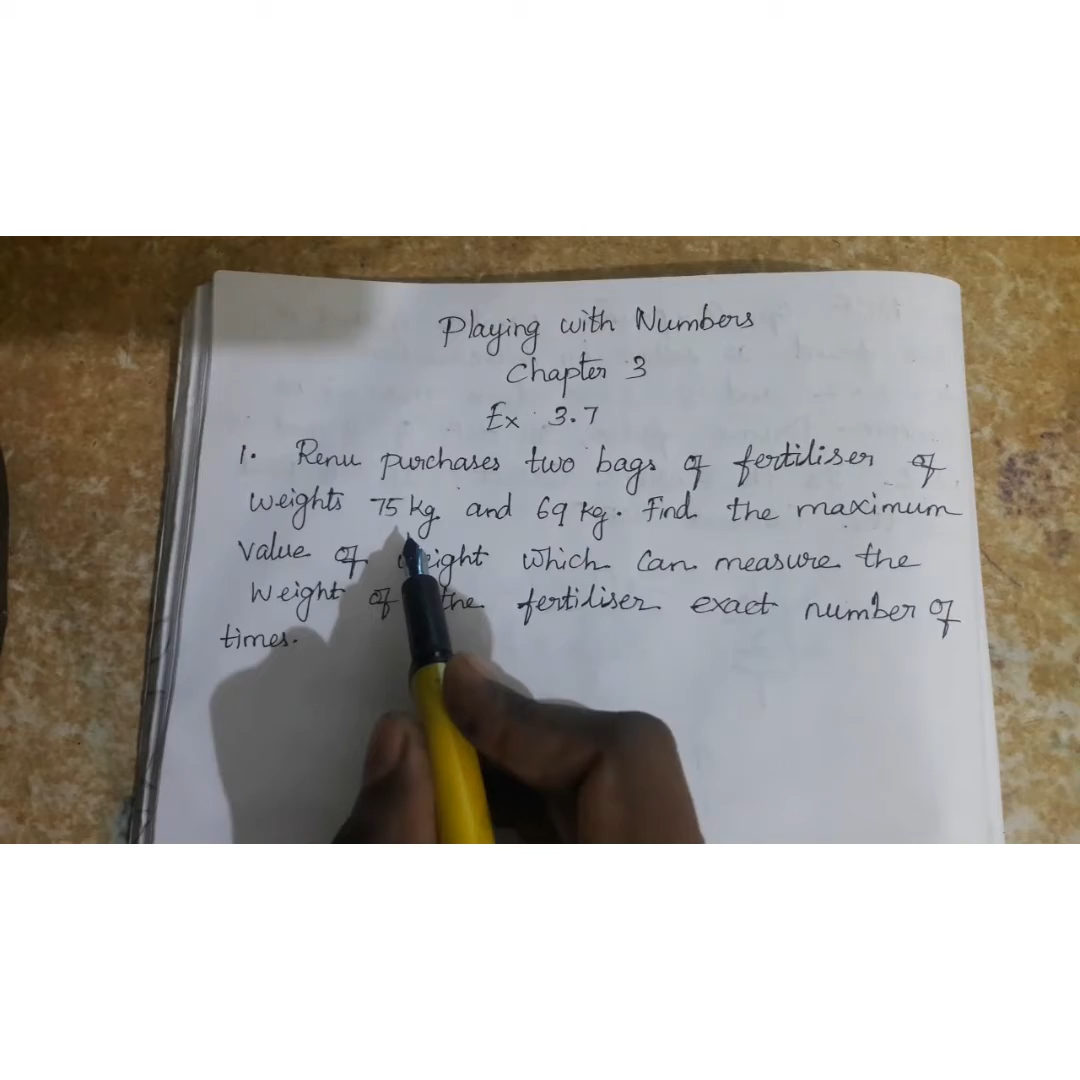 Playing with Numbers
Chapter 3
Ex 3.7
1. Renu purchases two bags of fertiliser of
weights 75 kg and 69 kg. Find the maximum
value of weight which can measure the
weight of the fertiliser exact number of
times.